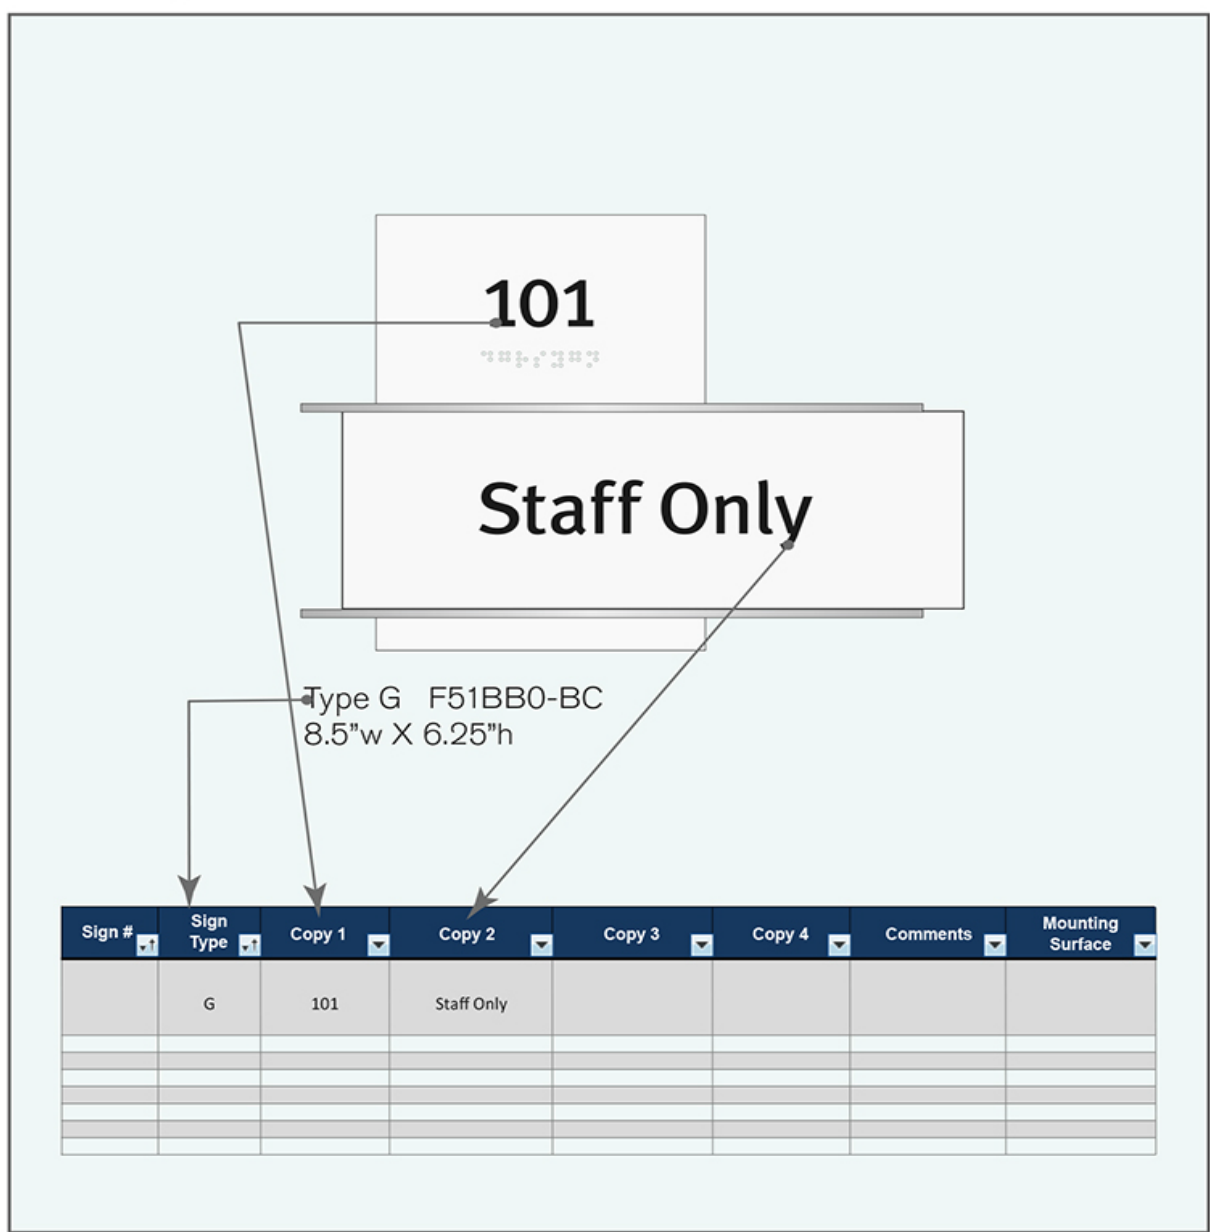 101
Staff Only
Type G F51BB0-BC
8.5”w X 6.25”h
Sign # Sign Type Copy 1 Copy 2 Copy 3 Copy 4 Comments Mounting Surface
G 101 Staff Only